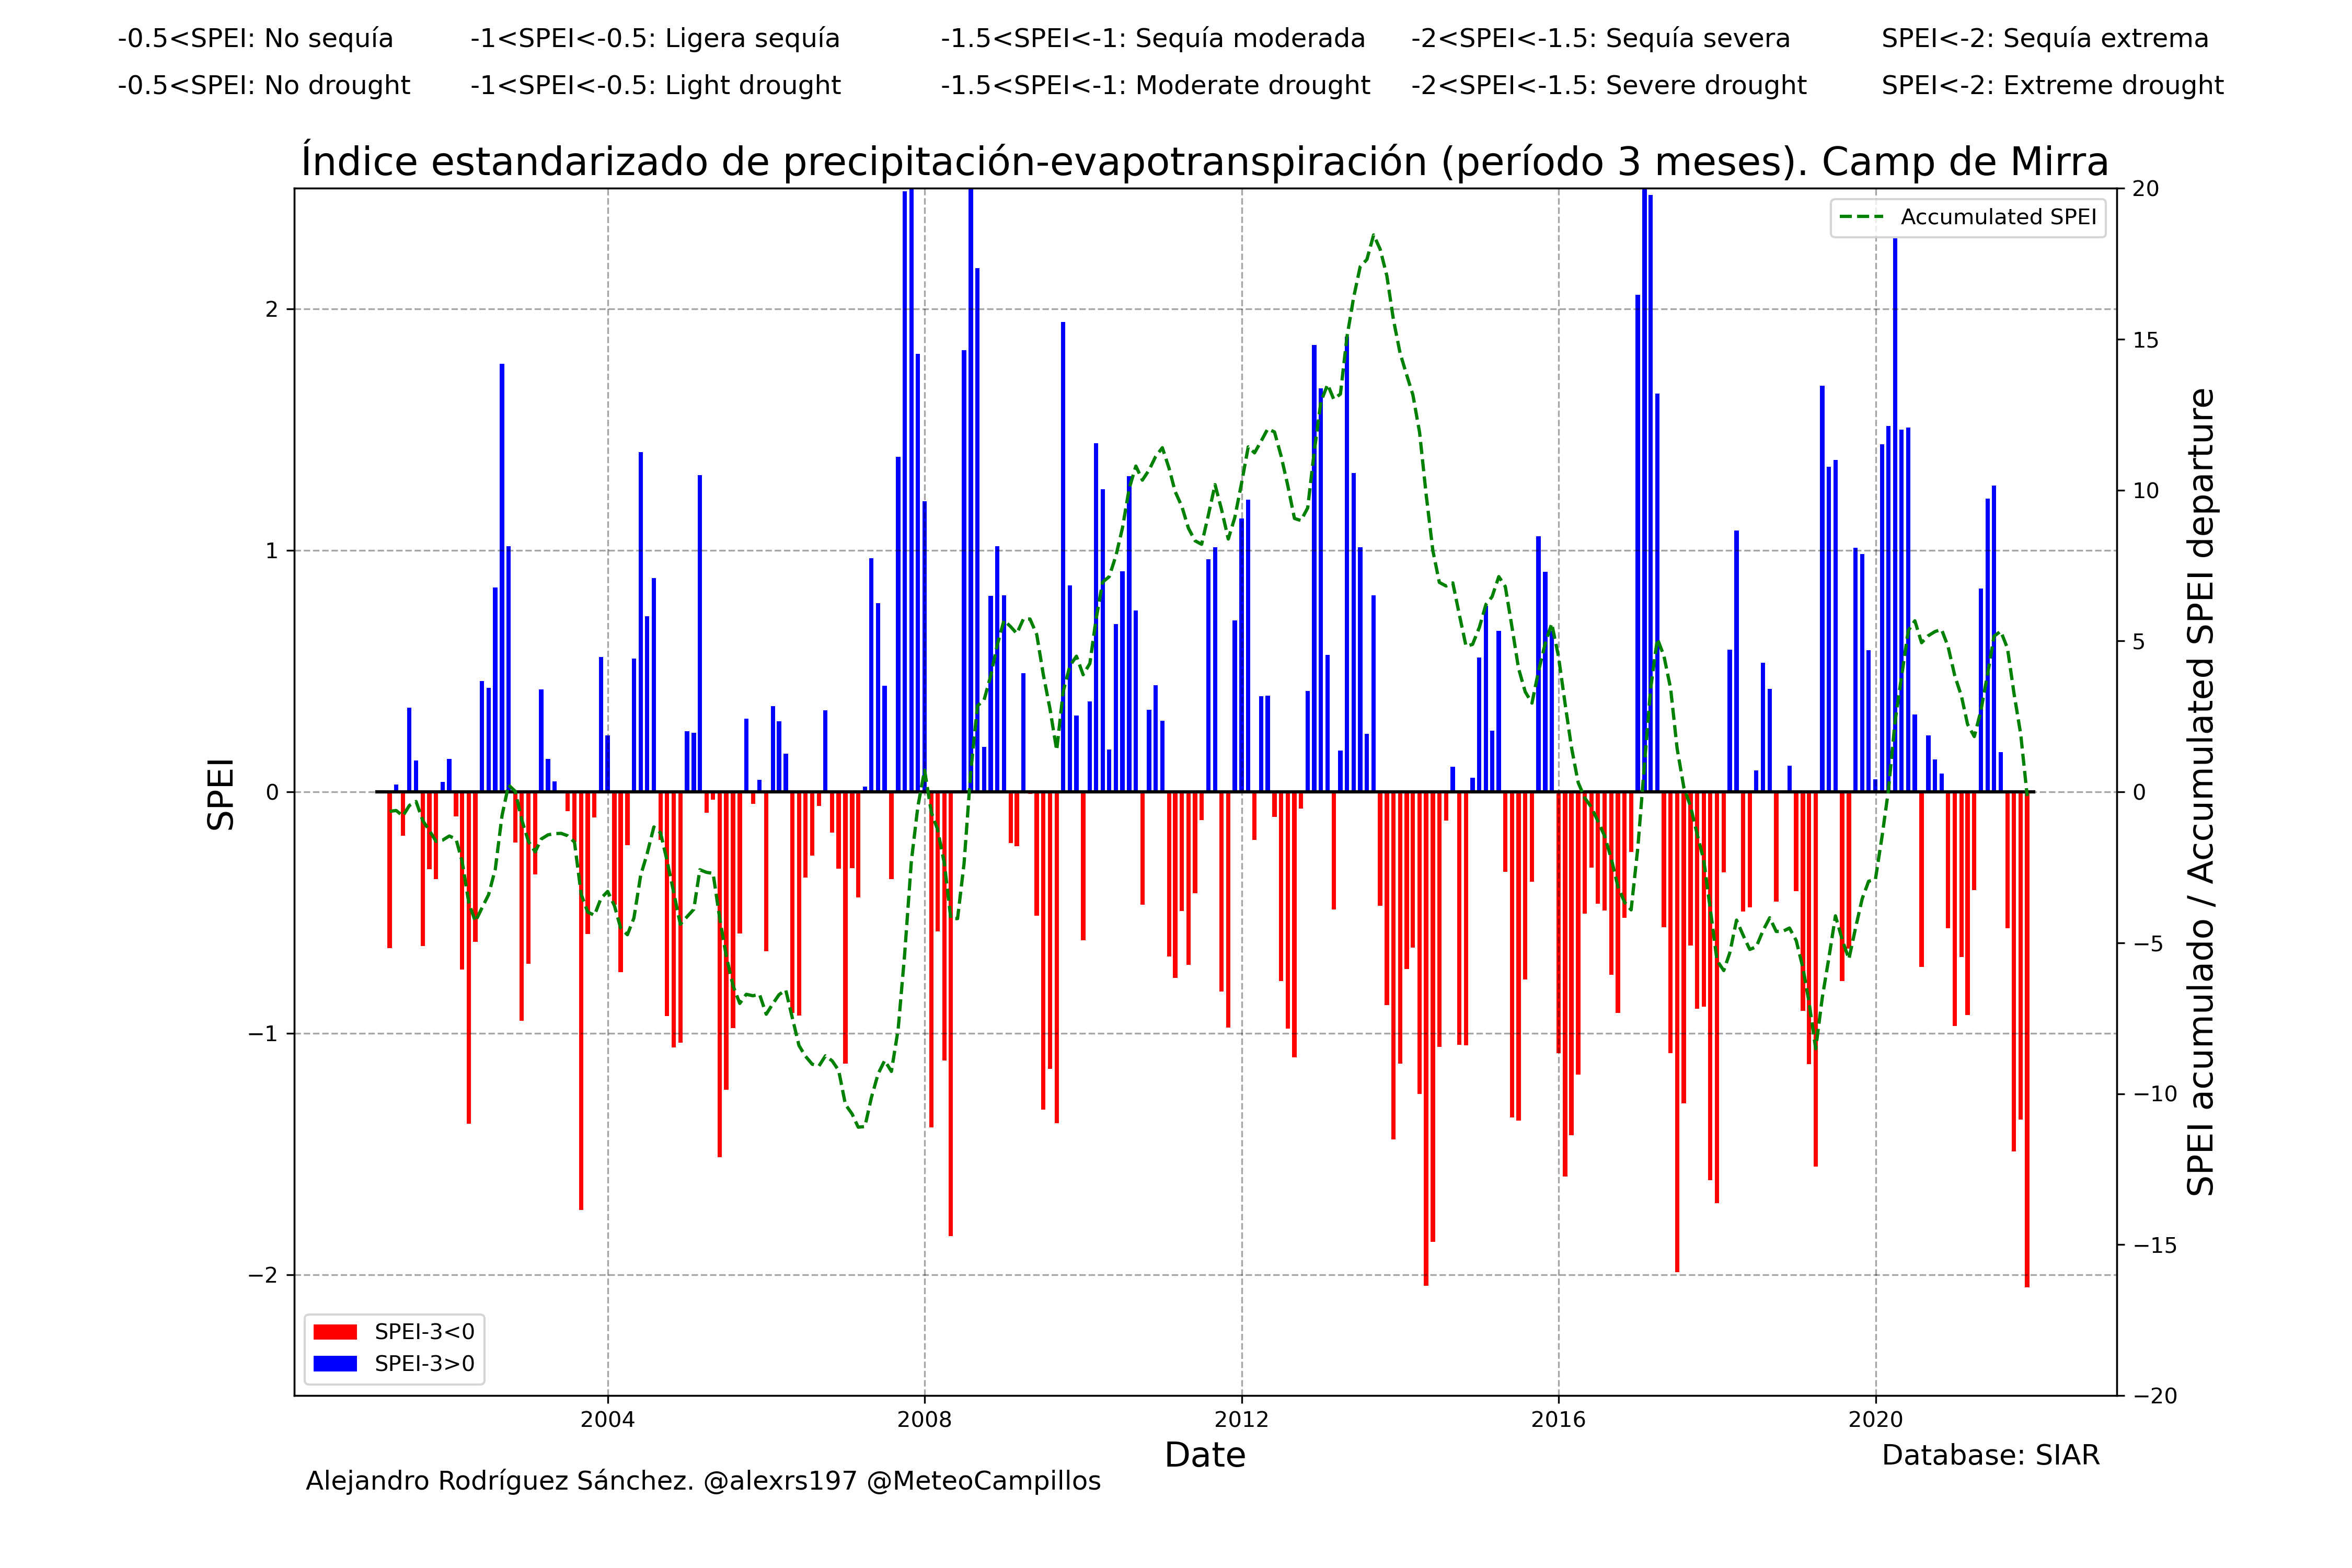 -0.5<SPEI: No sequía -1<SPEI<-0.5: Ligera sequía -1.5<SPEI<-1: Sequía moderada -2<SPEI<-1.5: Sequía severa SPEI<-2: Sequía extrema
-0.5<SPEI: No drought -1<SPEI<-0.5: Light drought -1.5<SPEI<-1: Moderate drought -2<SPEI<-1.5: Severe drought SPEI<-2: Extreme drought
Índice estandarizado de precipitación-evapotranspiración (período 3 meses). Camp de Mirra
Accumulated SPEI
SPEI
2
1
0
−1
−2
20
15
10
5
0
−5
−10
−15
−20
SPEI acumulado / Accumulated SPEI departure
SPEI-3<0
SPEI-3>0
2004 2008 2012 2016 2020
Date
Database: SIAR
Alejandro Rodríguez Sánchez. @alexrs197 @MeteoCampillos